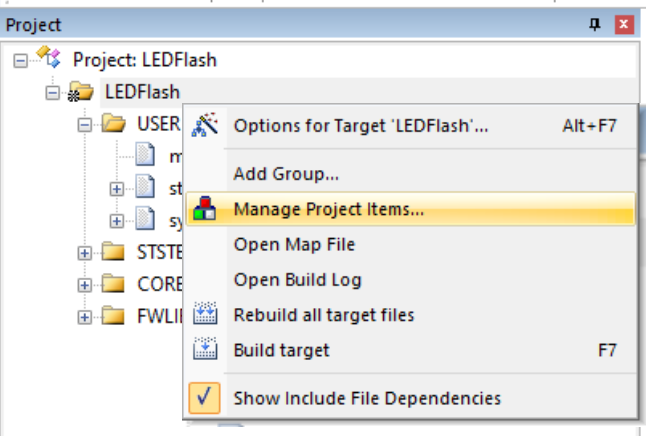 Project
Project: LEDFlash
LEDFlash
USER
Options for Target 'LEDFlash'... Alt+F7
Add Group...
Manage Project Items...
Open Map File
Open Build Log
Rebuild all target files
Build target F7
Show Include File Dependencies
m
st
sy
STSTE
CORE
FWLI